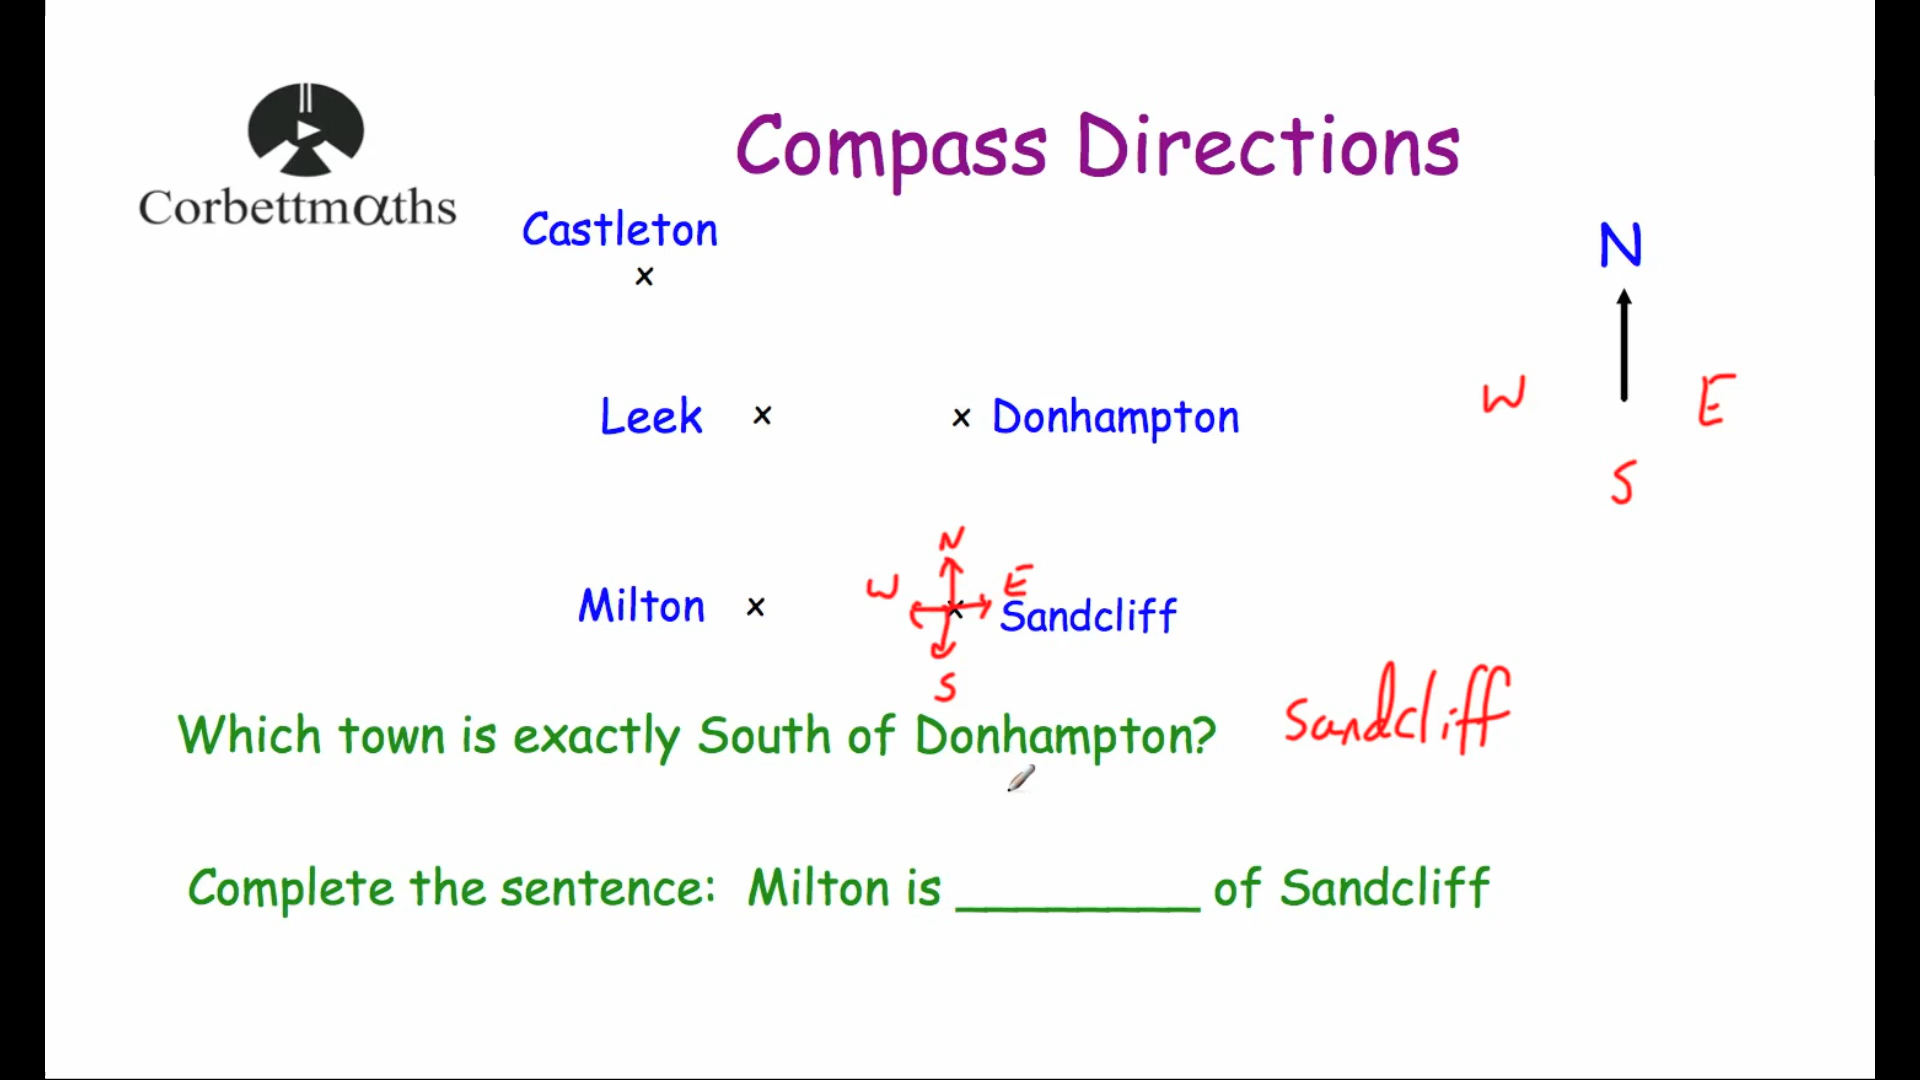 Corbettmαths
Compass Directions
Castleton
x
N
Leek x
x Donhampton
W
E
S
N
W
E
Milton x
x Sandcliff
S
Which town is exactly South of Donhampton? Sandcliff
Complete the sentence: Milton is ________ of Sandcliff